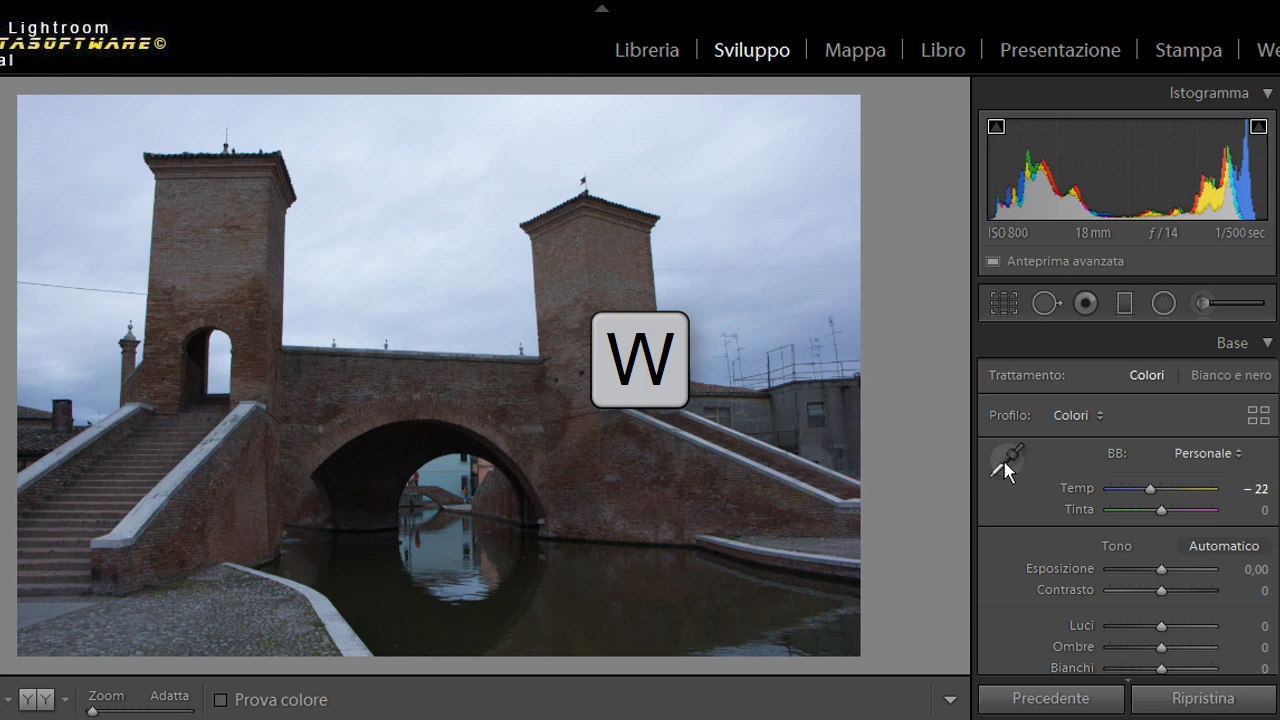 Lightroom
TASOFTWARE©
al
Libreria | Sviluppo | Mappa | Libro | Presentazione | Stampa | We
Istogramma
ISO 800 18 mm ƒ / 14 1/500 sec
Anteprima avanzata
Base
Trattamento: Colori | Bianco e nero
Profilo: Colori
W
BB: Personale
Temp – 22
Tinta 0
Tono Automatico
Esposizione 0,00
Contrasto 0
Luci 0
Ombre 0
Bianchi 0
YY Zoom Adatta Prova colore
Precedente Ripristina